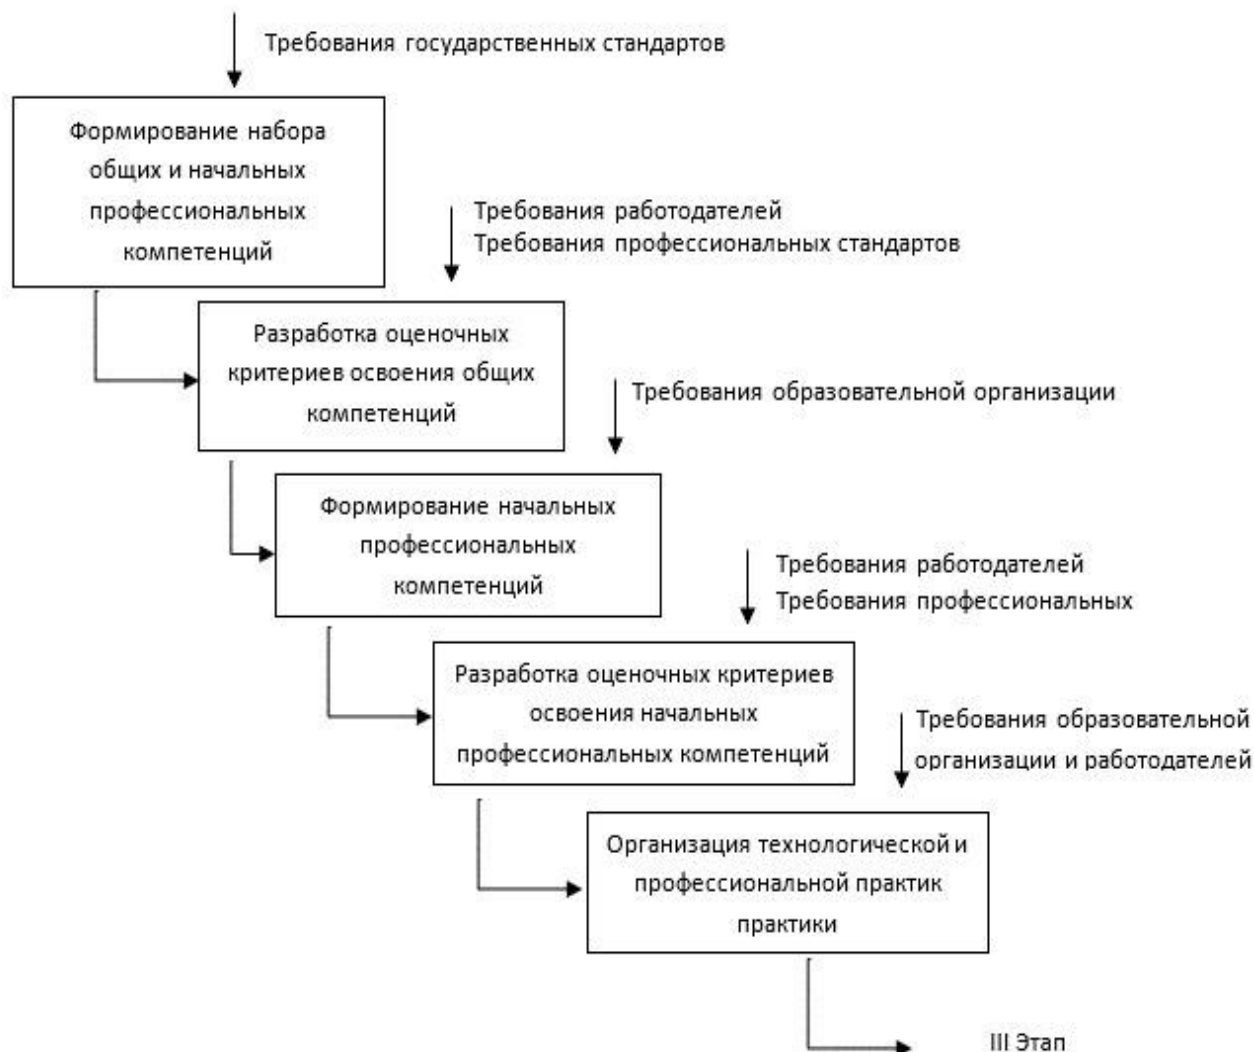 Требования государственных стандартов
Формирование набора
общих и начальных
профессиональных
компетенций
Требования работодателей
Требования профессиональных стандартов
Разработка оценочных
критериев освоения общих
компетенций
Требования образовательной организации
Формирование начальных
профессиональных
компетенций
Требования работодателей
Требования профессиональных
Разработка оценочных критериев
освоения начальных
профессиональных компетенций
Требования образовательной
организации и работодателей
Организация технологической и
профессиональной практик
практики
III Этап